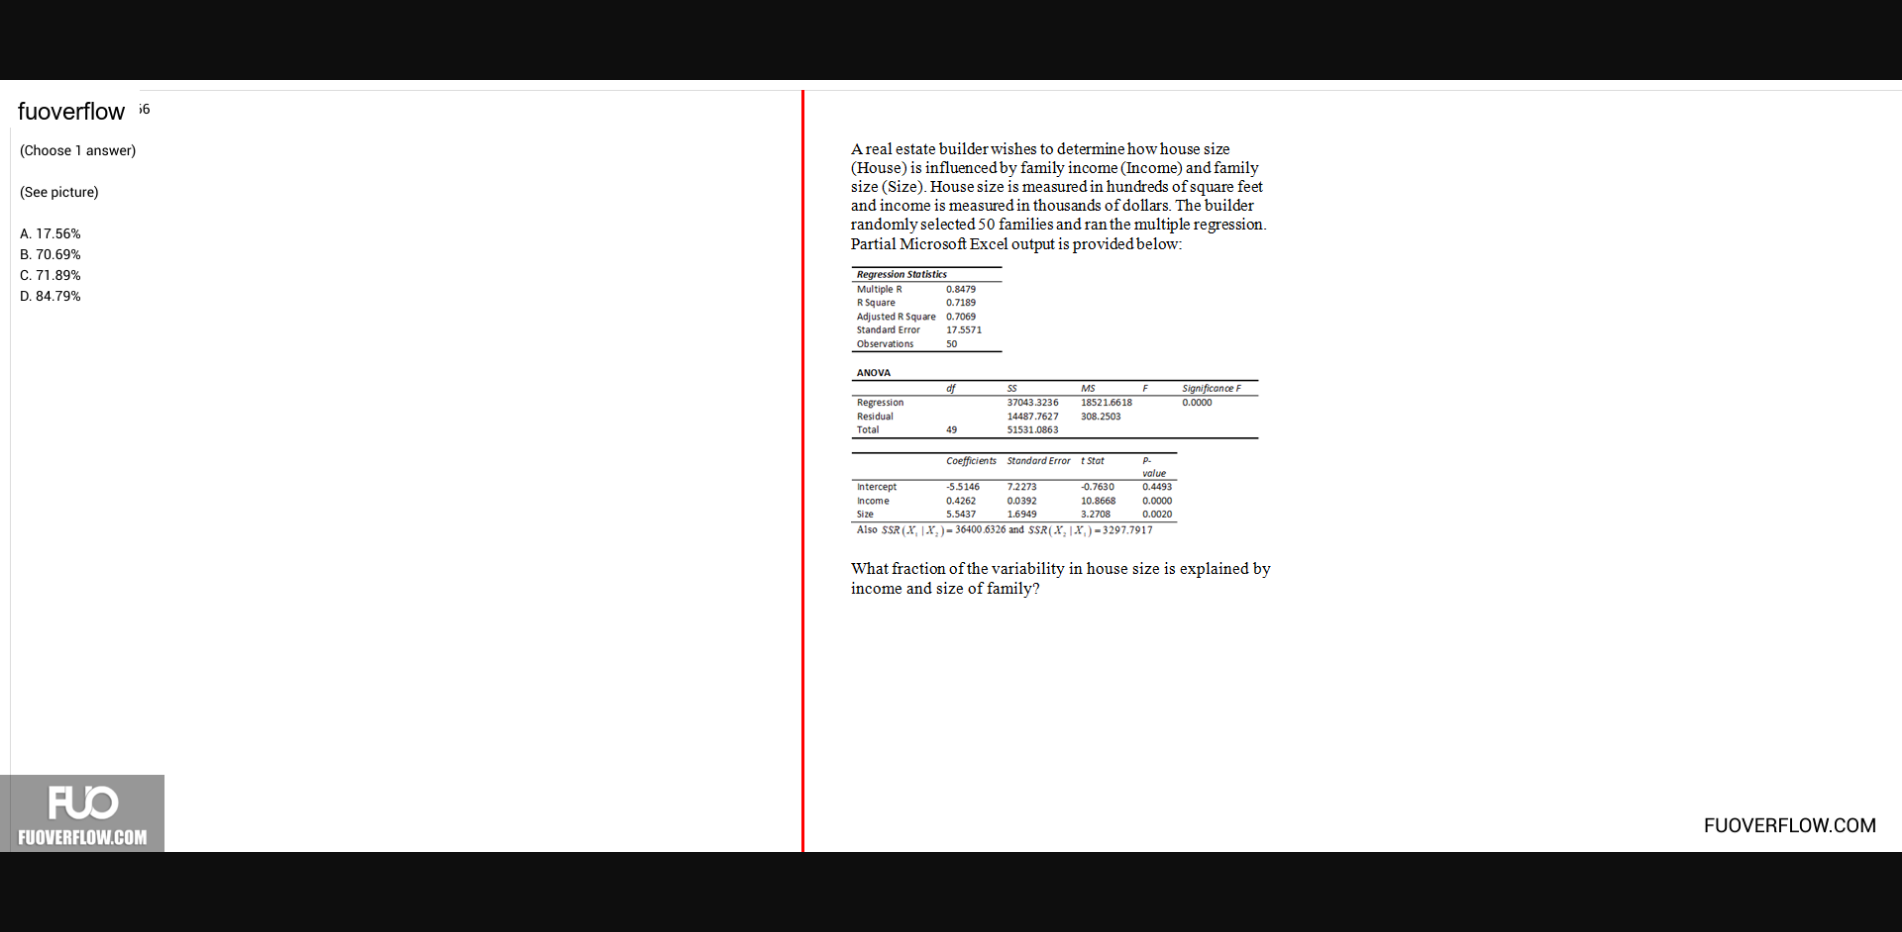 fuoverflow 56
(Choose 1 answer)
(See picture)
A. 17.56%
B. 70.69%
C. 71.89%
D. 84.79%
FUO
FUOVERFLOW.COM
A real estate builder wishes to determine how house size
(House) is influenced by family income (Income) and family
size (Size). House size is measured in hundreds of square feet
and income is measured in thousands of dollars. The builder
randomly selected 50 families and ran the multiple regression.
Partial Microsoft Excel output is provided below:
Regression Statistics
Multiple R 0.8479
R Square 0.7189
Adjusted R Square 0.7069
Standard Error 17.5571
Observations 50
ANOVA
df SS MS F Significance F
Regression 37043.3236 18521.6618 0.0000
Residual 14487.7627 308.2503
Total 49 51531.0863
Coefficients Standard Error t Stat P-
value
Intercept -5.5146 7.2273 -0.7630 0.4493
Income 0.4262 0.0392 10.8668 0.0000
Size 5.5437 1.6949 3.2708 0.0020
Also SSR(X₁ | X₂) = 36400.6326 and SSR(X₂ | X₁) = 3297.7917
What fraction of the variability in house size is explained by
income and size of family?
FUOVERFLOW.COM